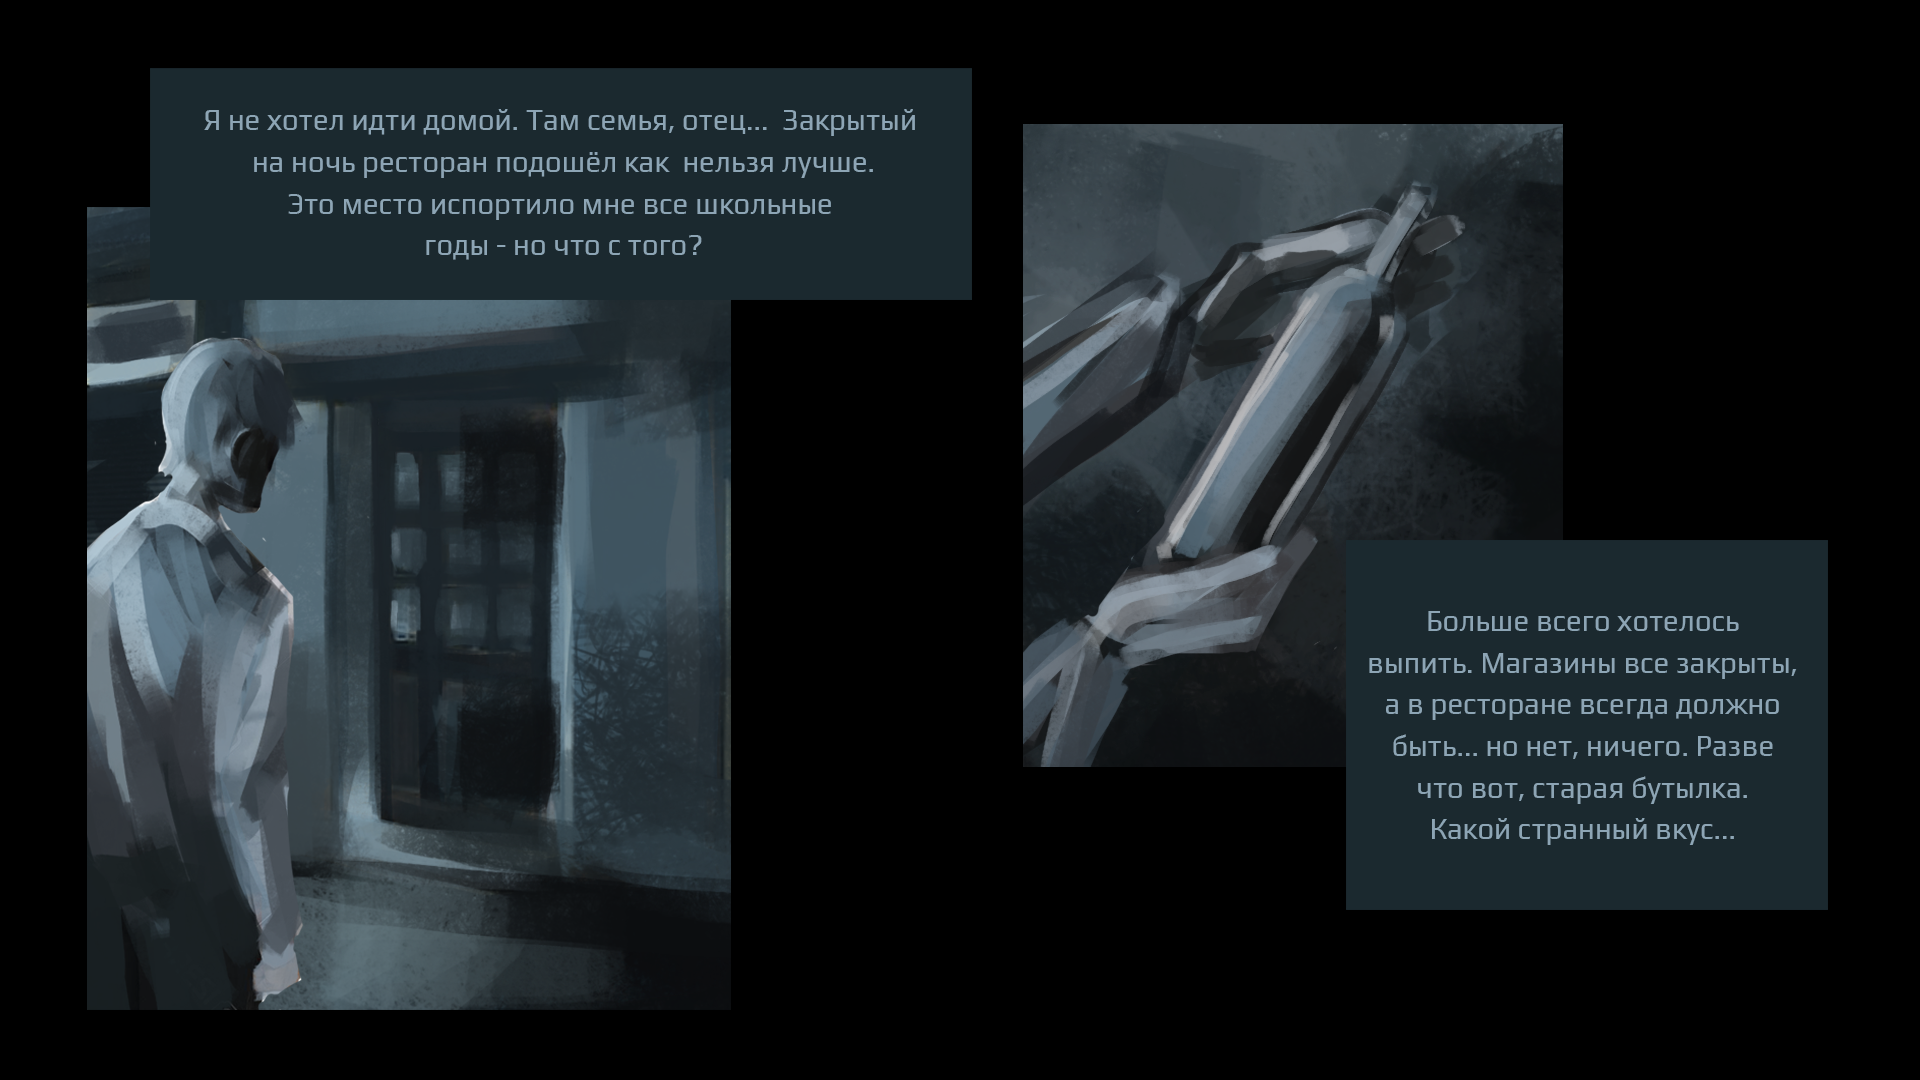 Я не хотел идти домой. Там семья, отец...  Закрытый
на ночь ресторан подошёл как  нельзя лучше.
Это место испортило мне все школьные
годы - но что с того?
Больше всего хотелось
выпить. Магазины все закрыты,
а в ресторане всегда должно
быть... но нет, ничего. Разве
что вот, старая бутылка.
Какой странный вкус...